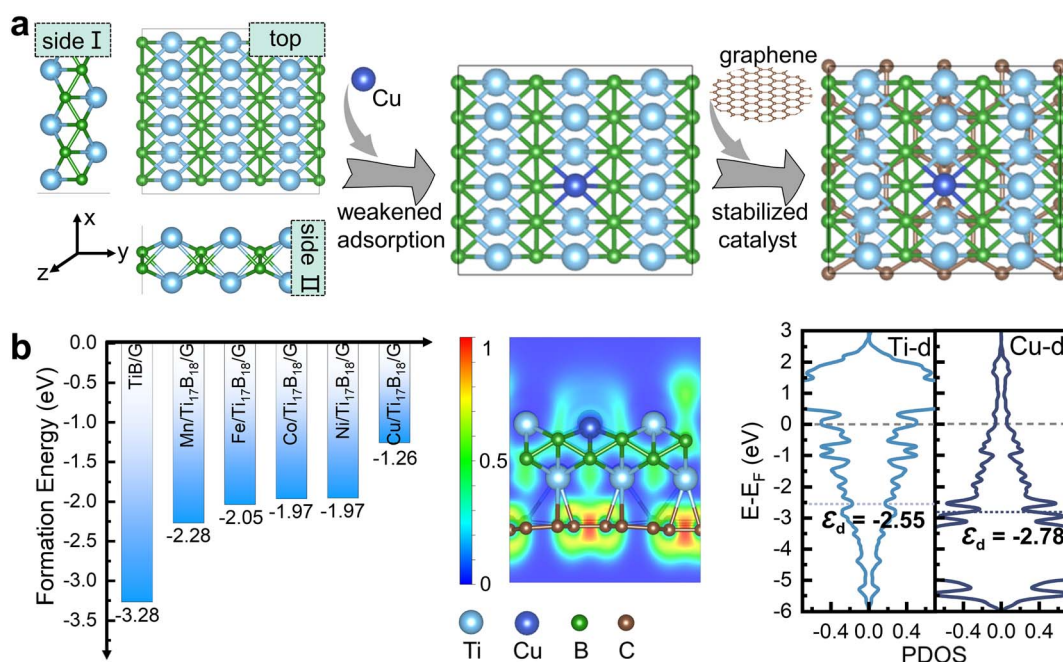 a
side I
top
Cu
graphene
weakened
adsorption
stabilized
catalyst
x
y
z
side II
b
Formation Energy (eV)
0.0
-0.5
-1.0
-1.5
-2.0
-2.5
-3.0
-3.5
TiB/G
Mn/Ti₁₇B₁₈/G
Fe/Ti₁₇B₁₈/G
Co/Ti₁₇B₁₈/G
Ni/Ti₁₇B₁₈/G
Cu/Ti₁₇B₁₈/G
-3.28
-2.28
-2.05
-1.97
-1.97
-1.26
1
0.5
0
Ti
Cu
B
C
E-E_F (eV)
3
2
1
0
-1
-2
-3
-4
-5
-6
Ti-d
Cu-d
Ɛ_d = -2.55
Ɛ_d = -2.78
-0.4 0.0 0.4
-0.4 0.0 0.4
PDOS